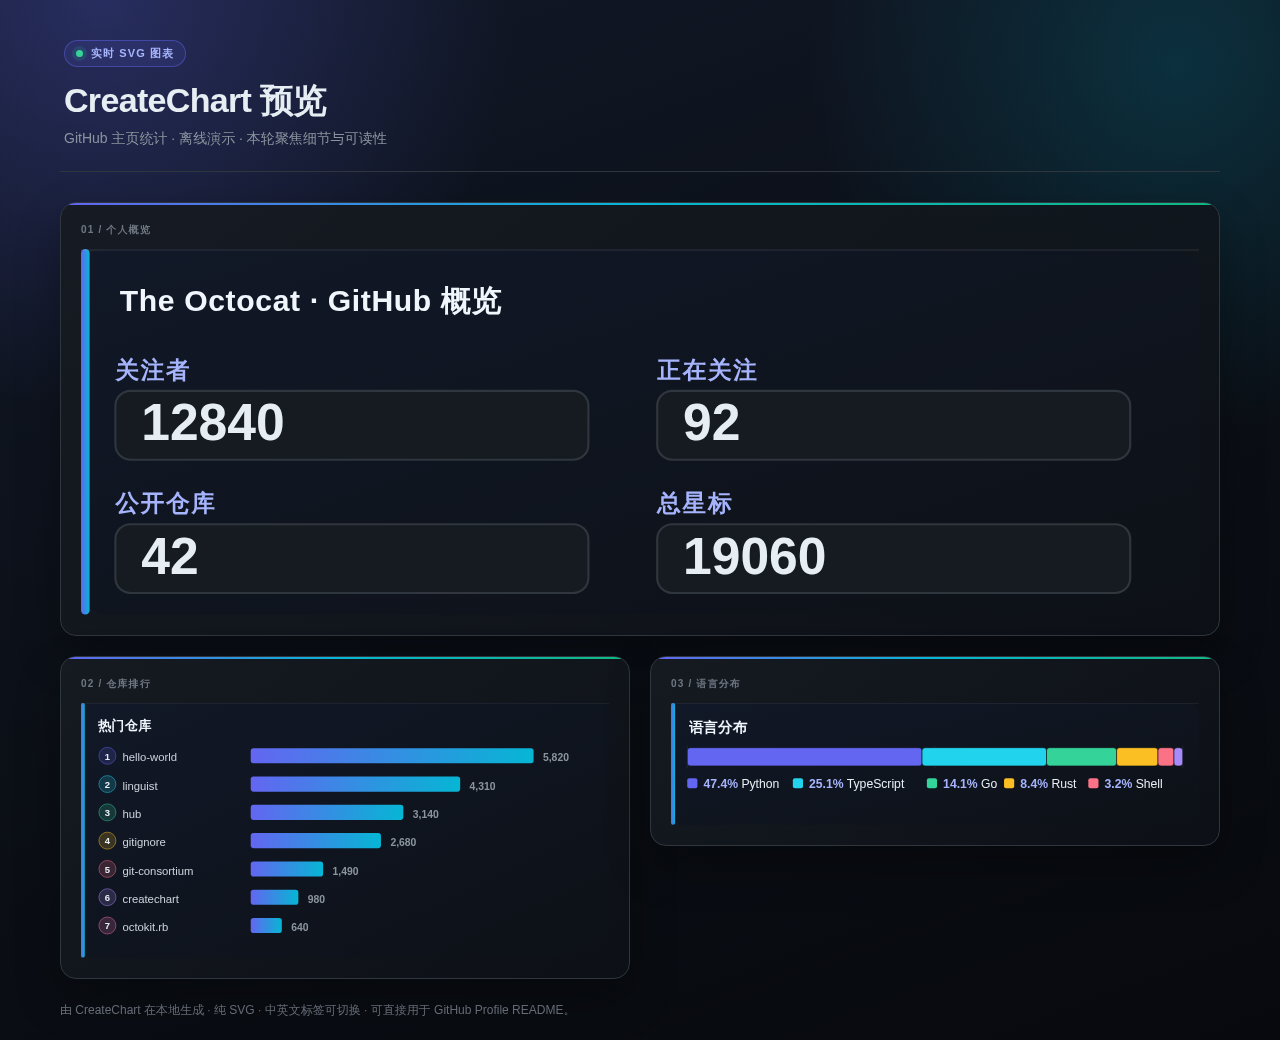 实时 SVG 图表
CreateChart 预览
GitHub 主页统计 · 离线演示 · 本轮聚焦细节与可读性
01 / 个人概览
The Octocat · GitHub 概览
关注者
12840
正在关注
92
公开仓库
42
总星标
19060
02 / 仓库排行
热门仓库
1 hello-world 5,820
2 linguist 4,310
3 hub 3,140
4 gitignore 2,680
5 git-consortium 1,490
6 createchart 980
7 octokit.rb 640
03 / 语言分布
语言分布
47.4% Python 25.1% TypeScript 14.1% Go 8.4% Rust 3.2% Shell
由 CreateChart 在本地生成 · 纯 SVG · 中英文标签可切换 · 可直接用于 GitHub Profile README。